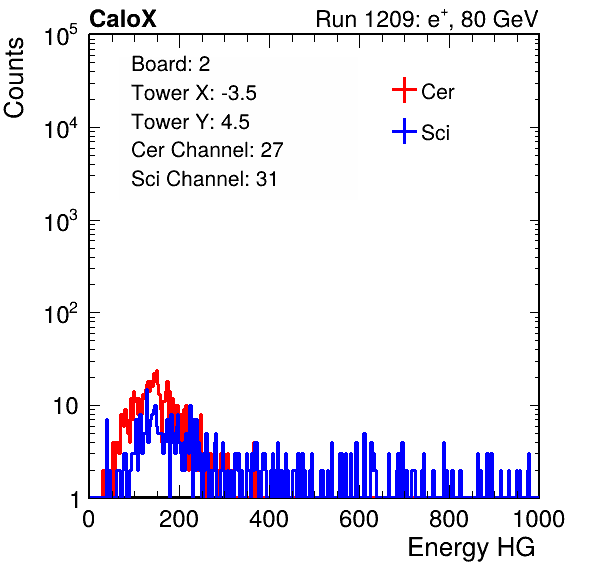 CaloX Run 1209: e⁺, 80 GeV
Counts
10⁵
10⁴
10³
10²
10
1
Board: 2
Tower X: -3.5
Tower Y: 4.5
Cer Channel: 27
Sci Channel: 31
Cer
Sci
0 200 400 600 800 1000
Energy HG